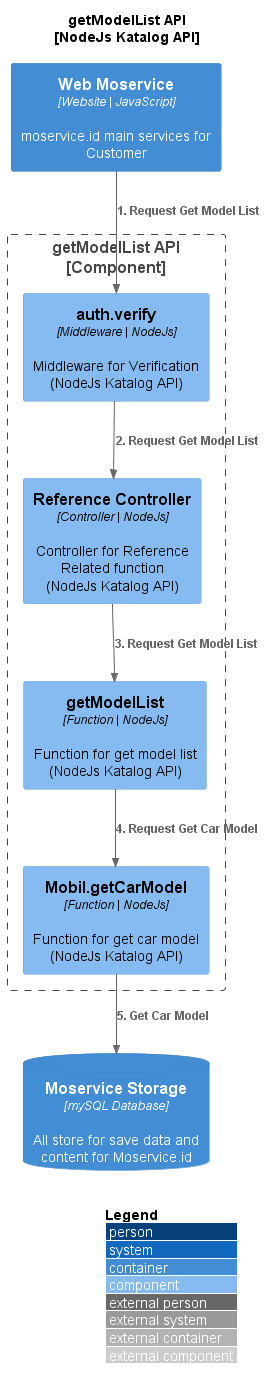 getModelList API
[NodeJs Katalog API]
Web Moservice
[Website | JavaScript]
moservice.id main services for
Customer
1. Request Get Model List
getModelList API
[Component]
auth.verify
[Middleware | NodeJs]
Middleware for Verification
(NodeJs Katalog API)
2. Request Get Model List
Reference Controller
[Controller | NodeJs]
Controller for Reference
Related function
(NodeJs Katalog API)
3. Request Get Model List
getModelList
[Function | NodeJs]
Function for get model list
(NodeJs Katalog API)
4. Request Get Car Model
Mobil.getCarModel
[Function | NodeJs]
Function for get car model
(NodeJs Katalog API)
5. Get Car Model
Moservice Storage
[mySQL Database]
All store for save data and
content for Moservice.id
Legend
person
system
container
component
external person
external system
external container
external component